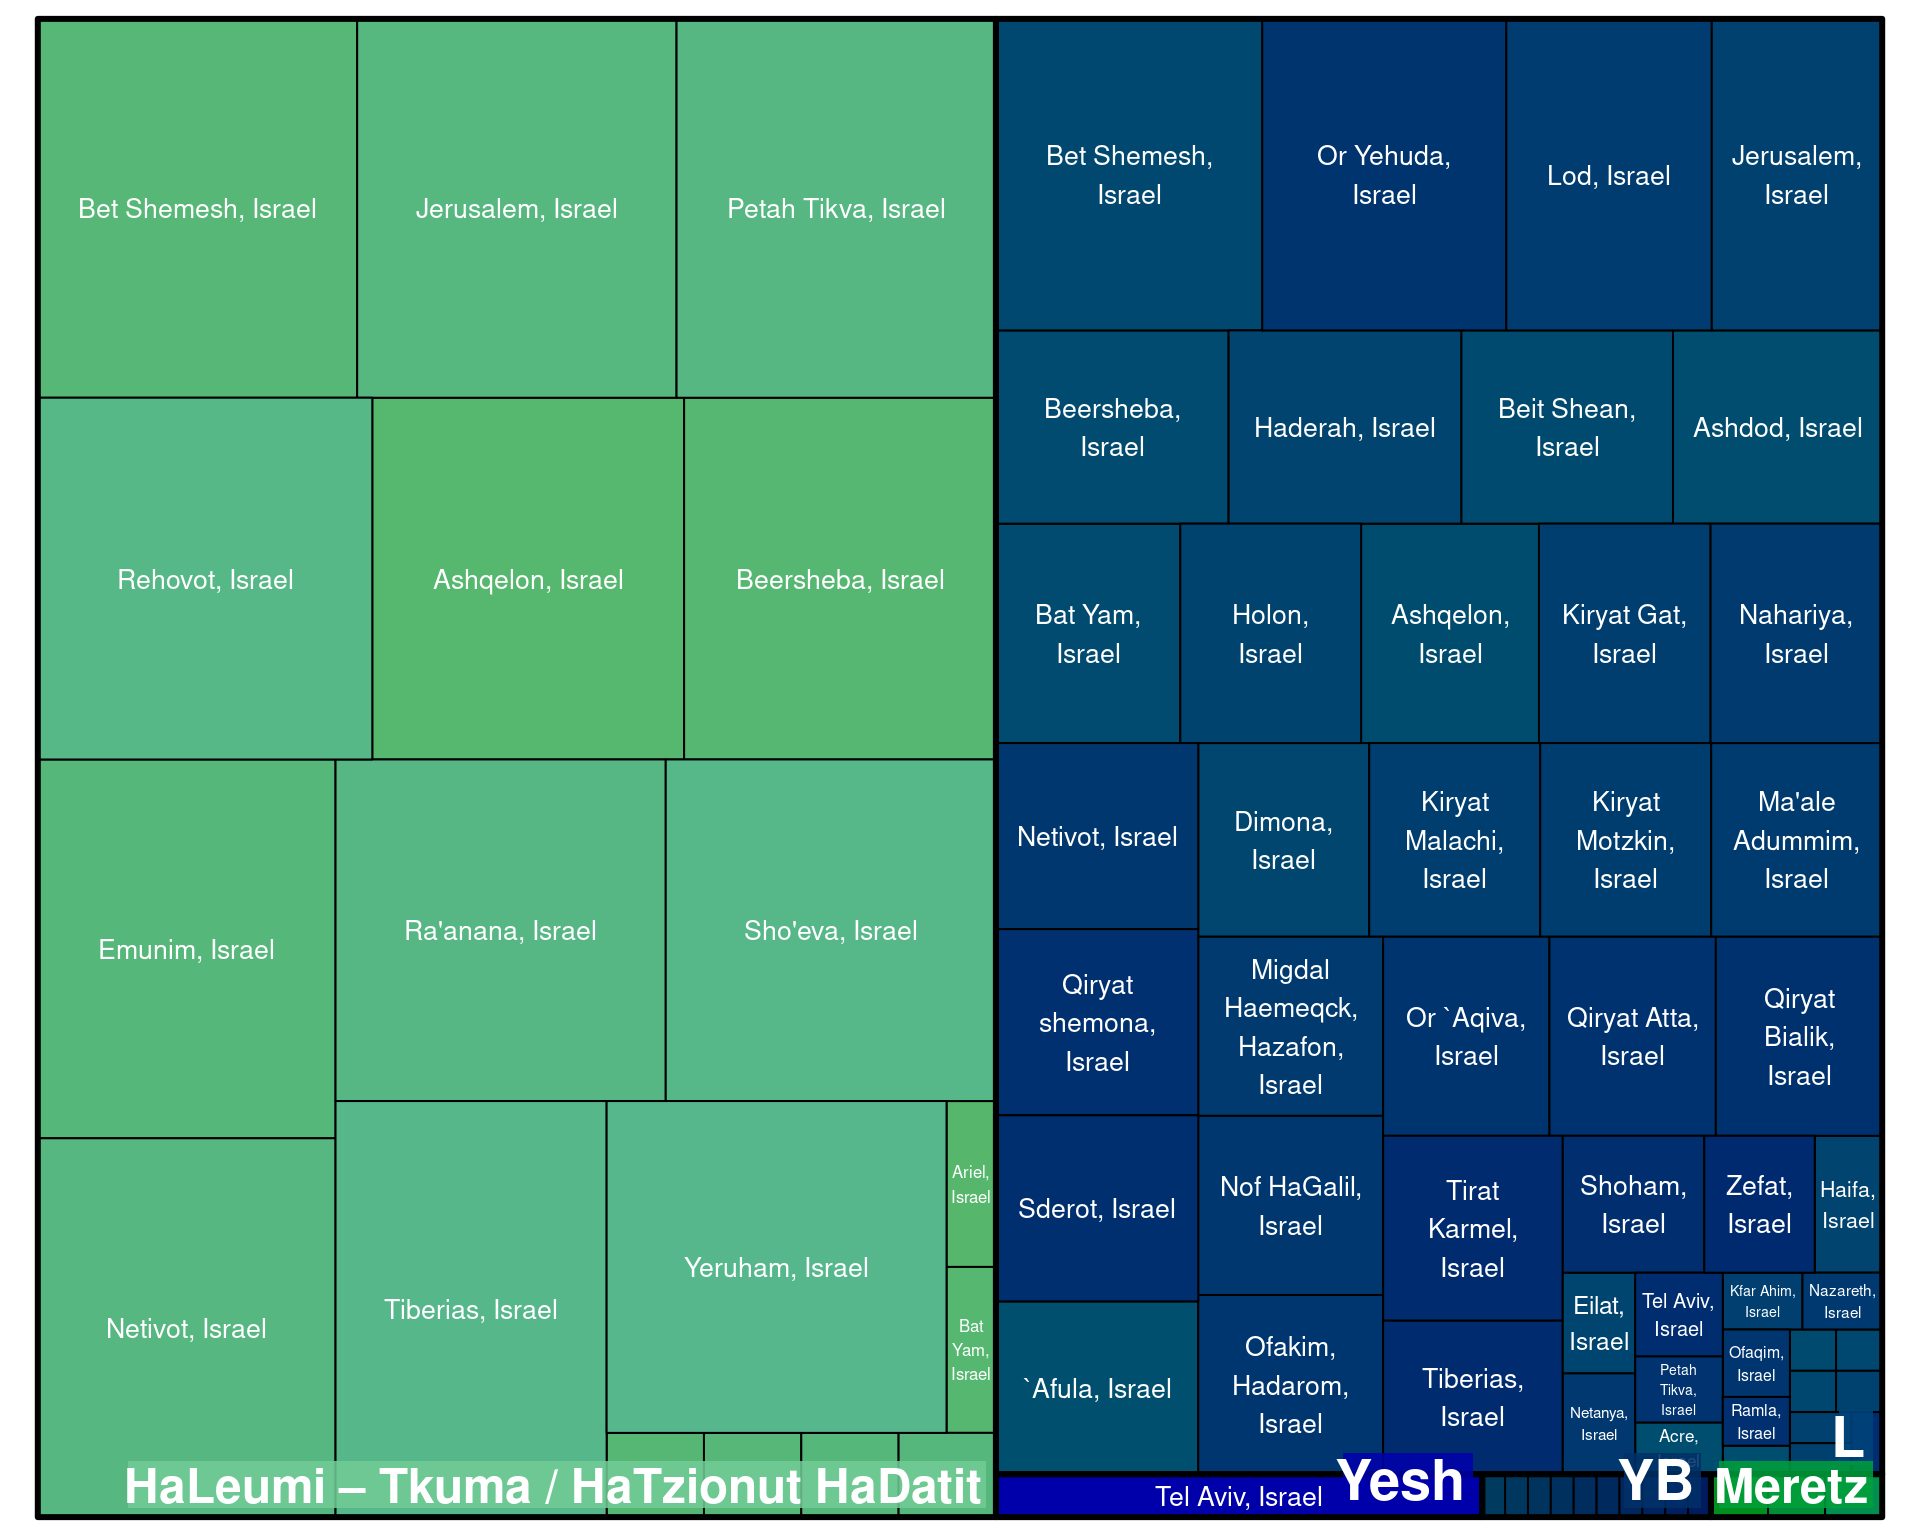 Bet Shemesh, Israel
Jerusalem, Israel
Petah Tikva, Israel
Rehovot, Israel
Ashqelon, Israel
Beersheba, Israel
Emunim, Israel
Ra'anana, Israel
Sho'eva, Israel
Netivot, Israel
Tiberias, Israel
Yeruham, Israel
Ariel,
Israel
Bat
Yam,
Israel
HaLeumi – Tkuma / HaTzionut HaDatit
Bet Shemesh,
Israel
Or Yehuda,
Israel
Lod, Israel
Jerusalem,
Israel
Beersheba,
Israel
Haderah, Israel
Beit Shean,
Israel
Ashdod, Israel
Bat Yam,
Israel
Holon,
Israel
Ashqelon,
Israel
Kiryat Gat,
Israel
Nahariya,
Israel
Netivot, Israel
Dimona,
Israel
Kiryat
Malachi,
Israel
Kiryat
Motzkin,
Israel
Ma'ale
Adummim,
Israel
Qiryat
shemona,
Israel
Migdal
Haemeqck,
Hazafon,
Israel
Or `Aqiva,
Israel
Qiryat Atta,
Israel
Qiryat
Bialik,
Israel
Sderot, Israel
Nof HaGalil,
Israel
Tirat
Karmel,
Israel
Shoham,
Israel
Zefat,
Israel
Haifa,
Israel
`Afula, Israel
Ofakim,
Hadarom,
Israel
Tiberias,
Israel
Eilat,
Israel
Tel Aviv,
Israel
Kfar Ahim,
Israel
Nazareth,
Israel
Netanya,
Israel
Petah
Tikva,
Israel
Ofaqim,
Israel
Ramla,
Israel
Acre,
L
Tel Aviv, Israel
Yesh
YB
Meretz